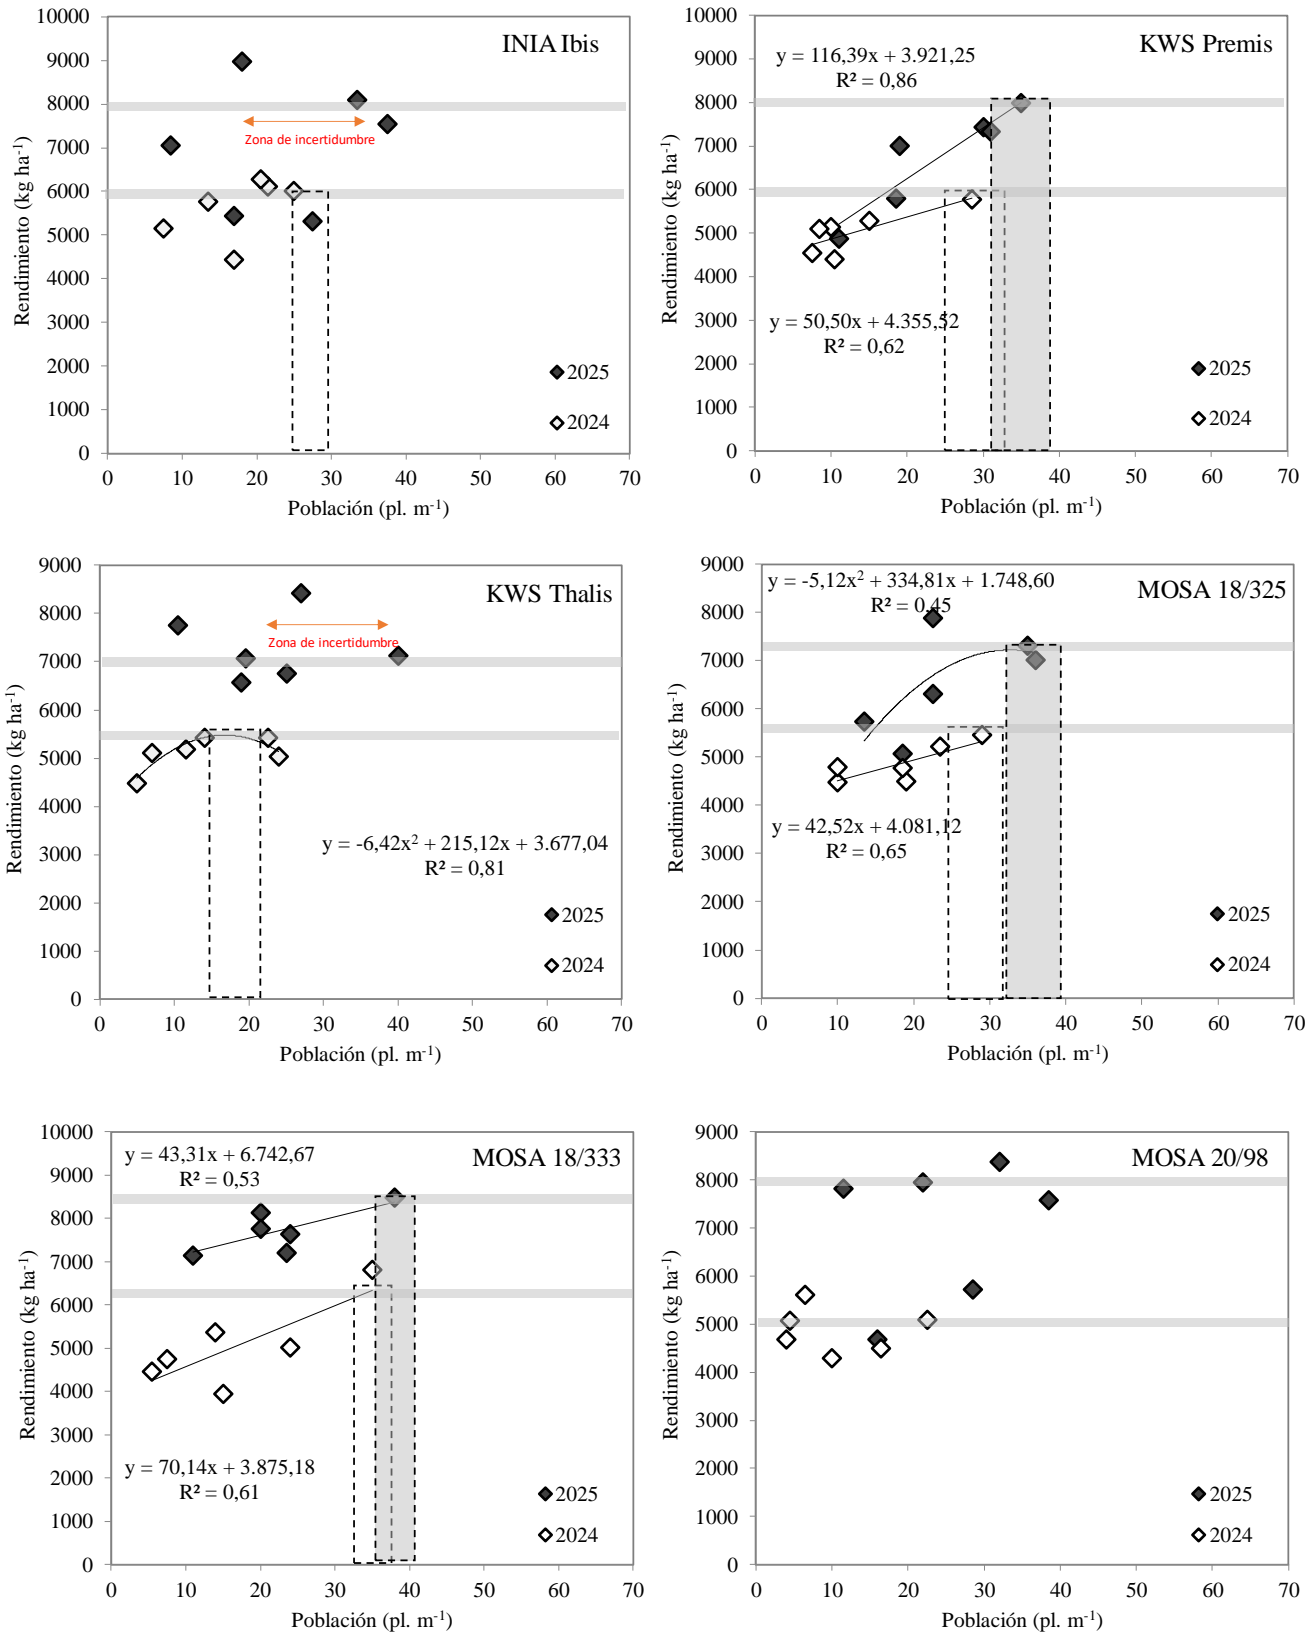 INIA Ibis
Rendimiento (kg ha-1)
10000
9000
8000
7000
6000
5000
4000
3000
2000
1000
0
Zona de incertidumbre
2025
2024
0 10 20 30 40 50 60 70
Población (pl. m-1)
KWS Premis
y = 116,39x + 3.921,25
R² = 0,86
Rendimiento (kg ha-1)
10000
9000
8000
7000
6000
5000
4000
3000
2000
1000
0
y = 50,50x + 4.355,52
R² = 0,62
2025
2024
0 10 20 30 40 50 60 70
Población (pl. m-1)
KWS Thalis
Rendimiento (kg ha-1)
9000
8000
7000
6000
5000
4000
3000
2000
1000
0
Zona de incertidumbre
y = -6,42x² + 215,12x + 3.677,04
R² = 0,81
2025
2024
0 10 20 30 40 50 60 70
Población (pl. m-1)
MOSA 18/325
y = -5,12x² + 334,81x + 1.748,60
R² = 0,45
Rendimiento (kg ha-1)
9000
8000
7000
6000
5000
4000
3000
2000
1000
0
y = 42,52x + 4.081,12
R² = 0,65
2025
2024
0 10 20 30 40 50 60 70
Población (pl. m-1)
MOSA 18/333
y = 43,31x + 6.742,67
R² = 0,53
Rendimiento (kg ha-1)
10000
9000
8000
7000
6000
5000
4000
3000
2000
1000
0
y = 70,14x + 3.875,18
R² = 0,61
2025
2024
0 10 20 30 40 50 60 70
Población (pl. m-1)
MOSA 20/98
Rendimiento (kg ha-1)
9000
8000
7000
6000
5000
4000
3000
2000
1000
0
2025
2024
0 10 20 30 40 50 60 70
Población (pl. m-1)